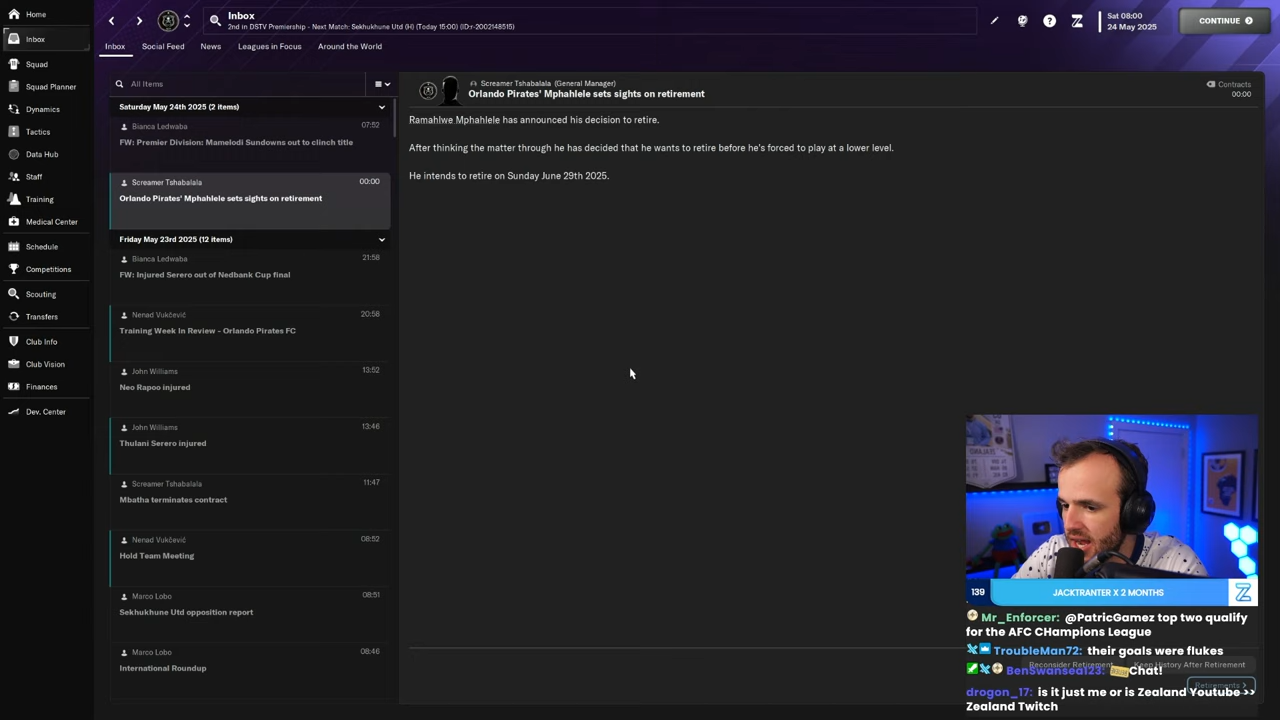 Home
Inbox
Squad
Squad Planner
Dynamics
Tactics
Data Hub
Staff
Training
Medical Center
Schedule
Competitions
Scouting
Transfers
Club Info
Club Vision
Finances
Dev. Center
Inbox
2nd in DSTV Premiership - Next Match: Sekhukhune Utd (H) (Today 15:00) (ID:r-2002148515)
Sat 08:00
24 May 2025
CONTINUE
Inbox
Social Feed
News
Leagues in Focus
Around the World
All Items
Saturday May 24th 2025 (2 items)
Bianca Ledwaba 07:52
FW: Premier Division: Mamelodi Sundowns out to clinch title
Screamer Tshabalala 00:00
Orlando Pirates' Mphahlele sets sights on retirement
Friday May 23rd 2025 (12 items)
Bianca Ledwaba 21:58
FW: Injured Serero out of Nedbank Cup final
Nenad Vukčević 20:58
Training Week In Review - Orlando Pirates FC
John Williams 13:52
Neo Rapoo injured
John Williams 13:46
Thulani Serero injured
Screamer Tshabalala 11:47
Mbatha terminates contract
Nenad Vukčević 08:52
Hold Team Meeting
Marco Lobo 08:51
Sekhukhune Utd opposition report
Marco Lobo 08:46
International Roundup
Screamer Tshabalala (General Manager)
Orlando Pirates' Mphahlele sets sights on retirement
Contracts
00:00
Ramahlwe Mphahlele has announced his decision to retire.
After thinking the matter through he has decided that he wants to retire before he's forced to play at a lower level.
He intends to retire on Sunday June 29th 2025.
139 JACKTRANTER X 2 MONTHS
Mr_Enforcer: @PatricGamez top two qualify
for the AFC CHampions League
TroubleMan72: their goals were flukes
Reconsider Retirement
Keep History After Retirement
BenSwansea123: Chat!
Retirements
drogon_17: is it just me or is Zealand Youtube >>
Zealand Twitch